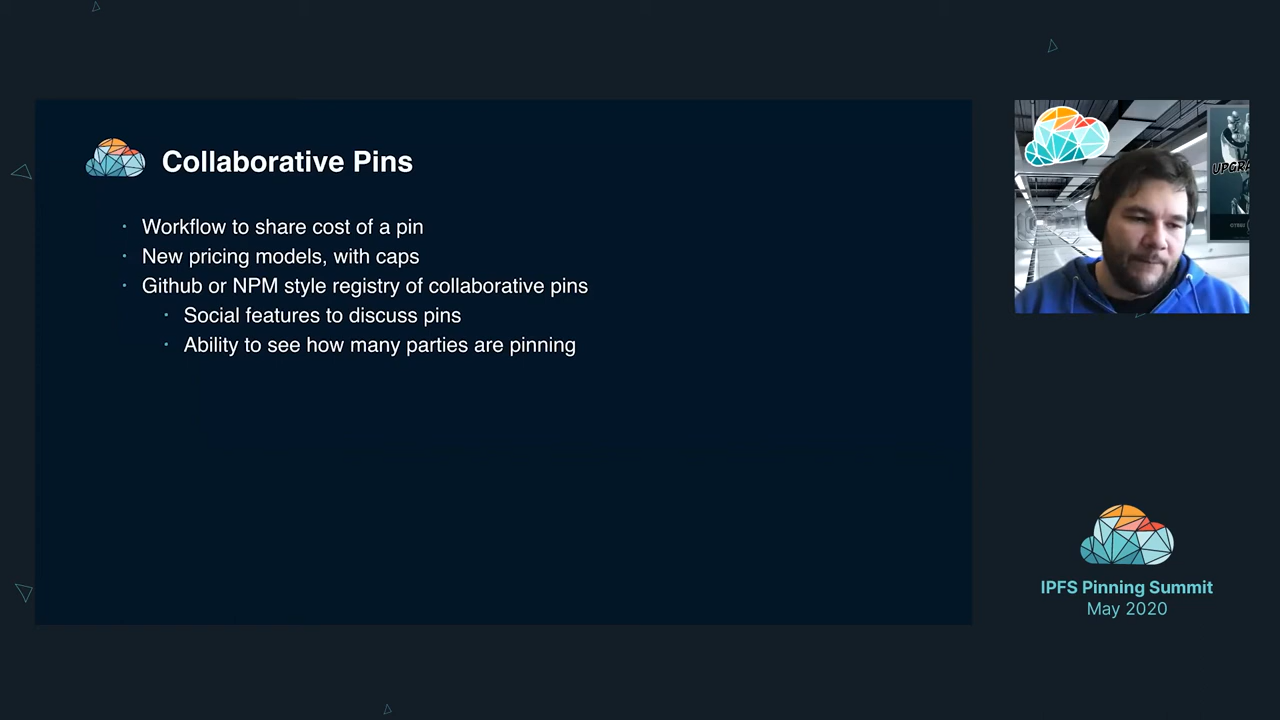 Collaborative Pins
· Workflow to share cost of a pin
· New pricing models, with caps
· Github or NPM style registry of collaborative pins
· Social features to discuss pins
· Ability to see how many parties are pinning
IPFS Pinning Summit
May 2020